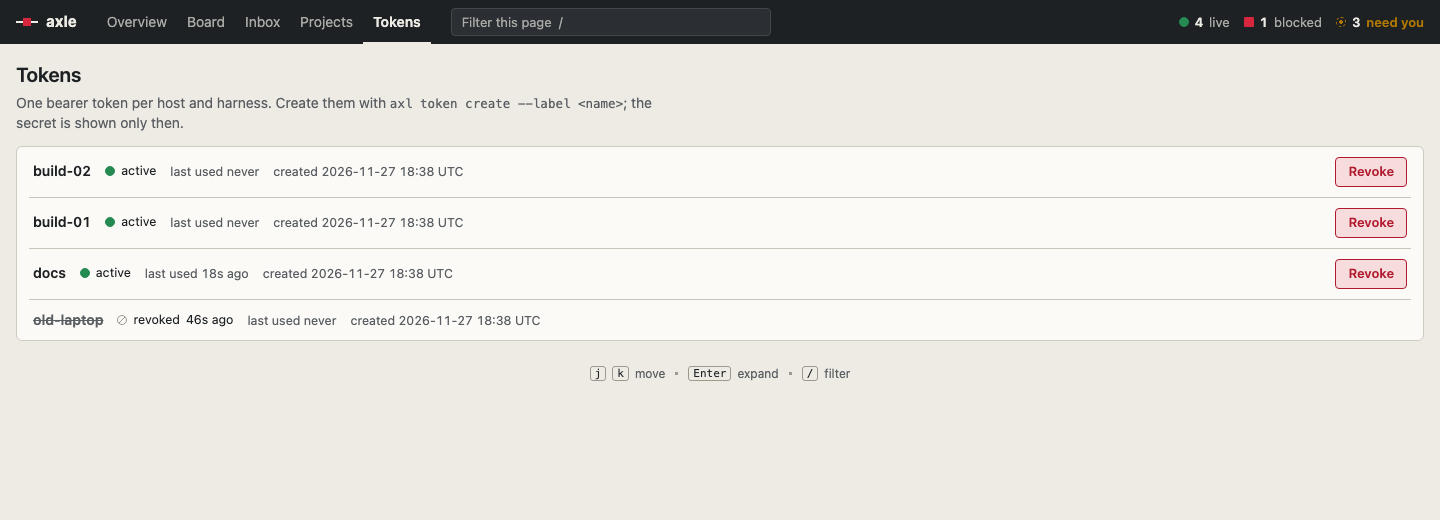 axle Overview Board Inbox Projects Tokens Filter this page / 4 live 1 blocked 3 need you
Tokens
One bearer token per host and harness. Create them with axl token create --label <name>; the
secret is shown only then.
build-02 active last used never created 2026-11-27 18:38 UTC Revoke
build-01 active last used never created 2026-11-27 18:38 UTC Revoke
docs active last used 18s ago created 2026-11-27 18:38 UTC Revoke
old-laptop revoked 46s ago last used never created 2026-11-27 18:38 UTC
j k move • Enter expand • / filter